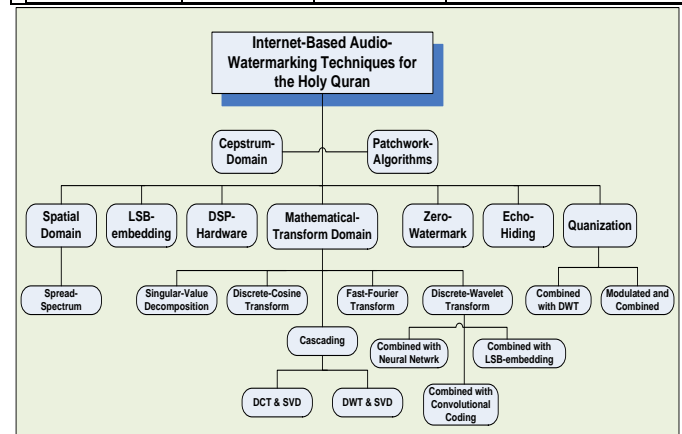 Internet-Based Audio-
Watermarking Techniques for
the Holy Quran
Cepstrum-
Domain
Patchwork-
Algorithms
Spatial
Domain
LSB-
embedding
DSP-
Hardware
Mathematical-
Transform Domain
Zero-
Watermark
Echo-
Hiding
Quanization
Spread-
Spectrum
Singular-Value
Decomposition
Discrete-Cosine
Transform
Fast-Fourier
Transform
Discrete-Wavelet
Transform
Combined
with DWT
Modulated and
Combined
Cascading
Combined with
Neural Netwrk
Combined with
LSB-embedding
DCT & SVD
DWT & SVD
Combined with
Convolutional
Coding